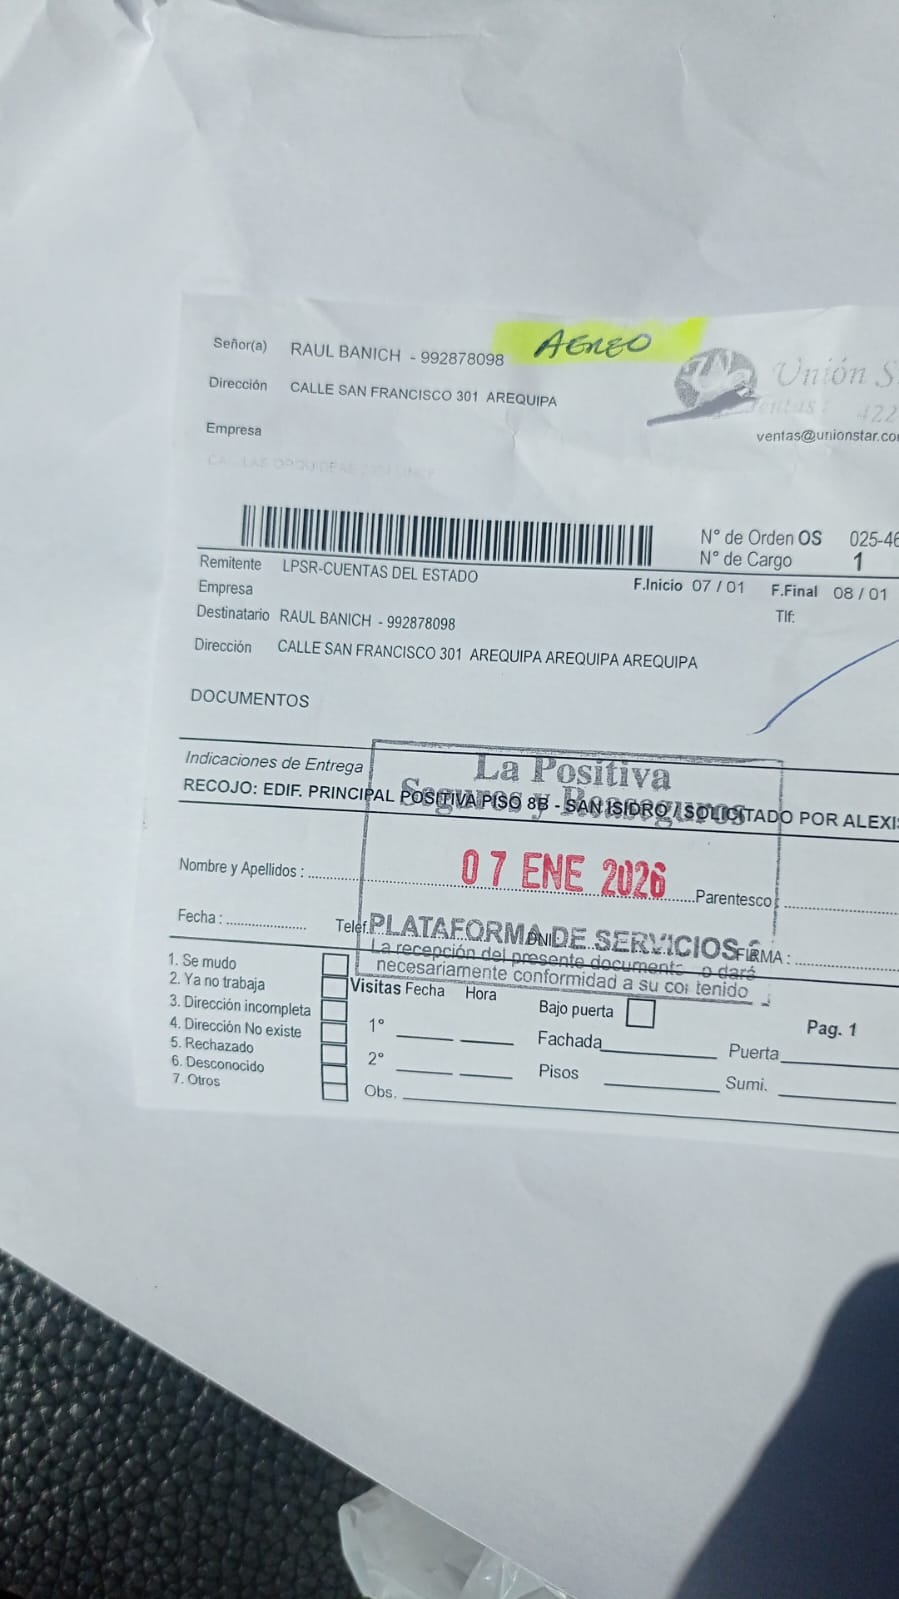 Señor(a) RAUL BANICH - 992878098 AEREO
Dirección CALLE SAN FRANCISCO 301 AREQUIPA
Empresa
Unión S
422
ventas@unionstar.co
N° de Orden OS 025-46
N° de Cargo 1
Remitente LPSR-CUENTAS DEL ESTADO
F.Inicio 07 / 01 F.Final 08 / 01
Empresa
Tlf:
Destinatario RAUL BANICH - 992878098
Dirección CALLE SAN FRANCISCO 301 AREQUIPA AREQUIPA AREQUIPA
DOCUMENTOS
Indicaciones de Entrega
La Positiva
Seguros y Reaseguros
RECOJO: EDIF. PRINCIPAL POSITIVA PISO 8B - SAN ISIDRO / SOLICITADO POR ALEXIS
07 ENE 2026
Nombre y Apellidos : Parentesco:
Fecha : Telef. DNI FIRMA :
PLATAFORMA DE SERVICIOS
La recepción del presente documento no dará
necesariamente conformidad a su contenido
1. Se mudo
2. Ya no trabaja
3. Dirección incompleta
4. Dirección No existe
5. Rechazado
6. Desconocido
7. Otros
Visitas Fecha Hora Bajo puerta Pag. 1
1° Fachada Puerta
2° Pisos Sumi.
Obs.